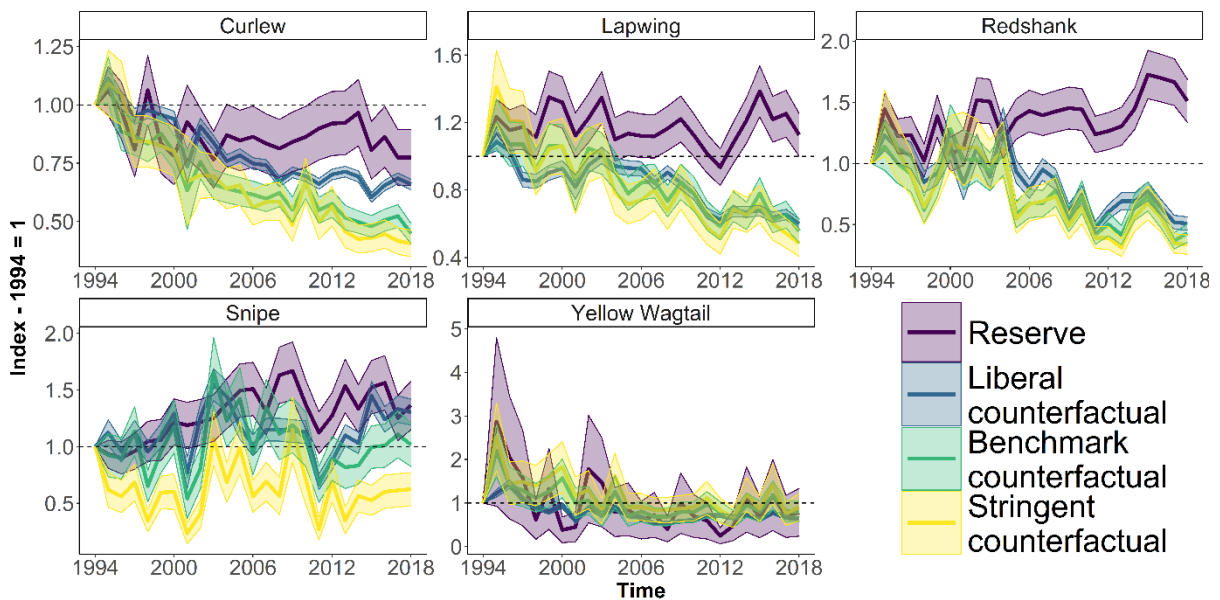 Curlew
Lapwing
Redshank
1.25
1.00
0.75
0.50
1.6
1.2
0.8
0.4
2.0
1.5
1.0
0.5
1994 2000 2006 2012 2018
1994 2000 2006 2012 2018
1994 2000 2006 2012 2018
Snipe
Yellow Wagtail
2.0
1.5
1.0
0.5
5
4
3
2
1
0
1994 2000 2006 2012 2018
1994 2000 2006 2012 2018
Index - 1994 = 1
Time
Reserve
Liberal
counterfactual
Benchmark
counterfactual
Stringent
counterfactual